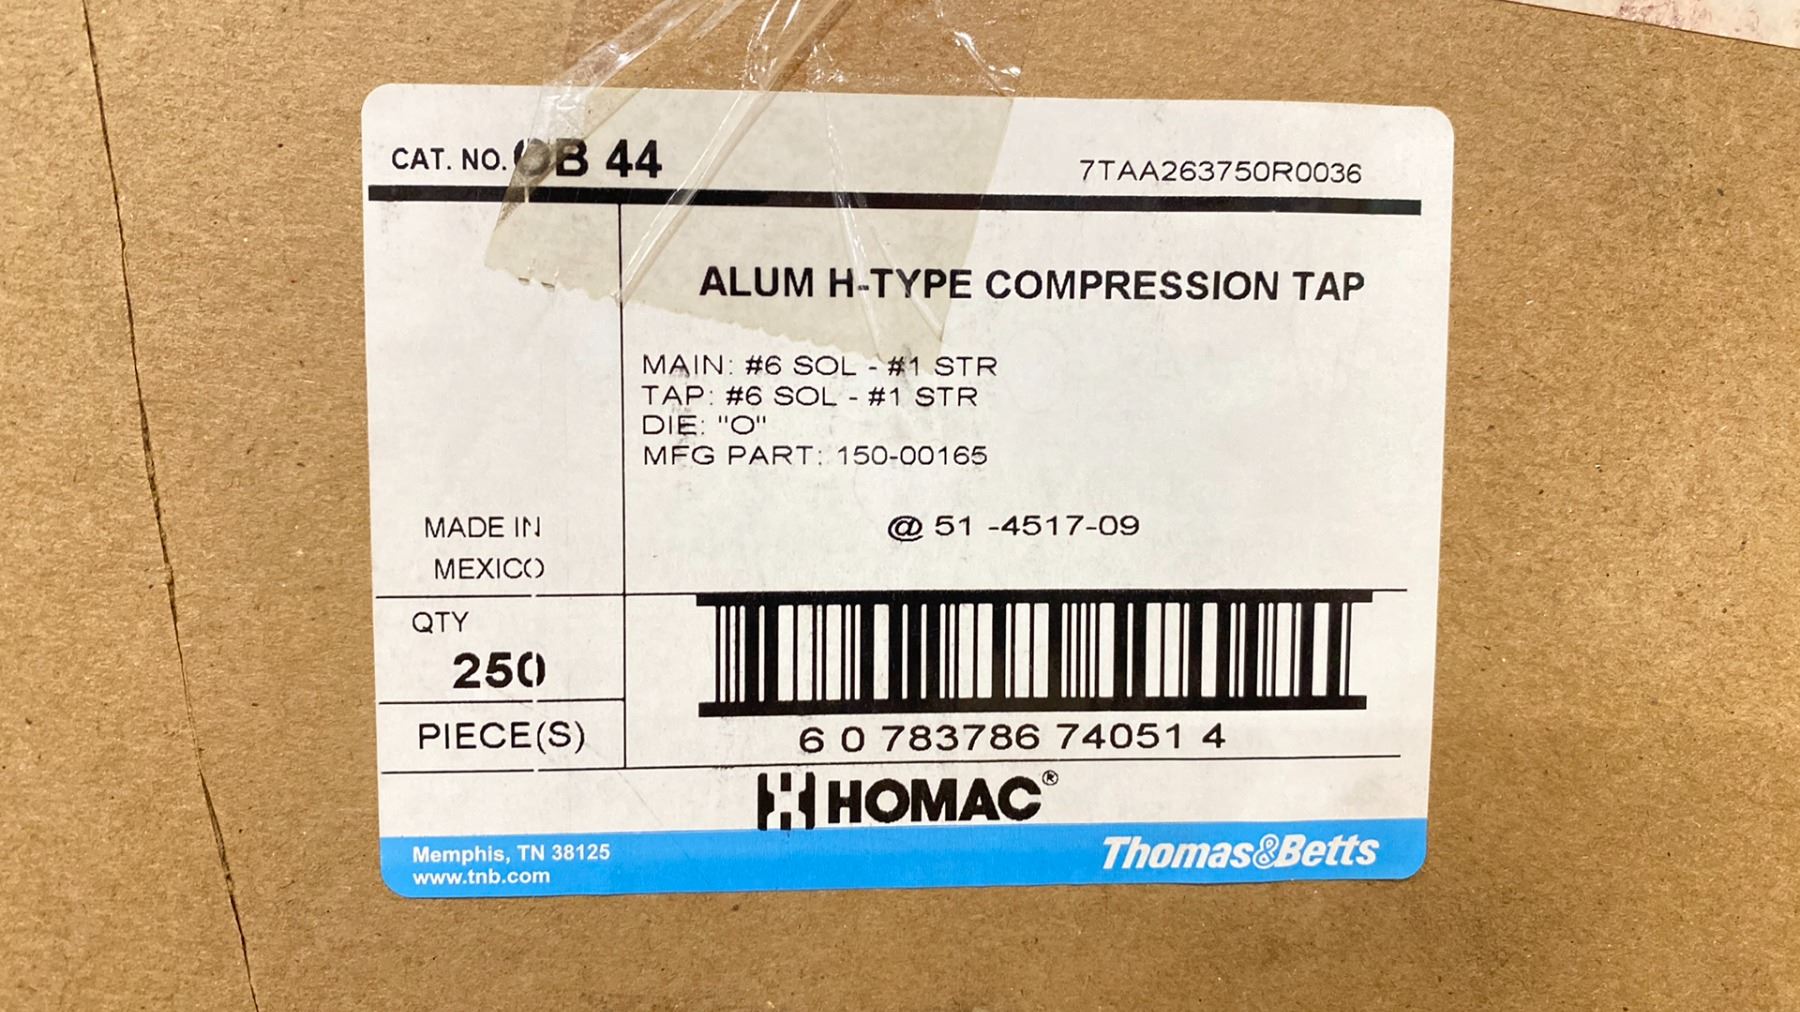 CAT. NO. OB 44
7TAA263750R0036
ALUM H-TYPE COMPRESSION TAP
MAIN: #6 SOL - #1 STR
TAP: #6 SOL - #1 STR
DIE: "O"
MFG PART: 150-00165
@ 51 -4517-09
MADE IN
MEXICO
QTY
250
PIECE(S)
6 0 783786 74051 4
HOMAC®
Memphis, TN 38125
www.tnb.com
Thomas&Betts